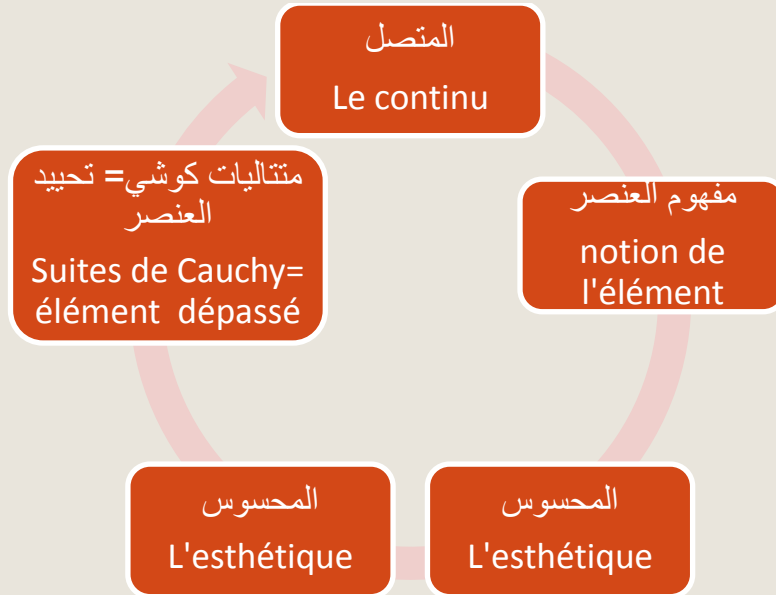 المتصل
Le continu
مفهوم العنصر
notion de
l'élément
المحسوس
L'esthétique
المحسوس
L'esthétique
متتاليات كوشي= تحييد
العنصر
Suites de Cauchy=
élément dépassé